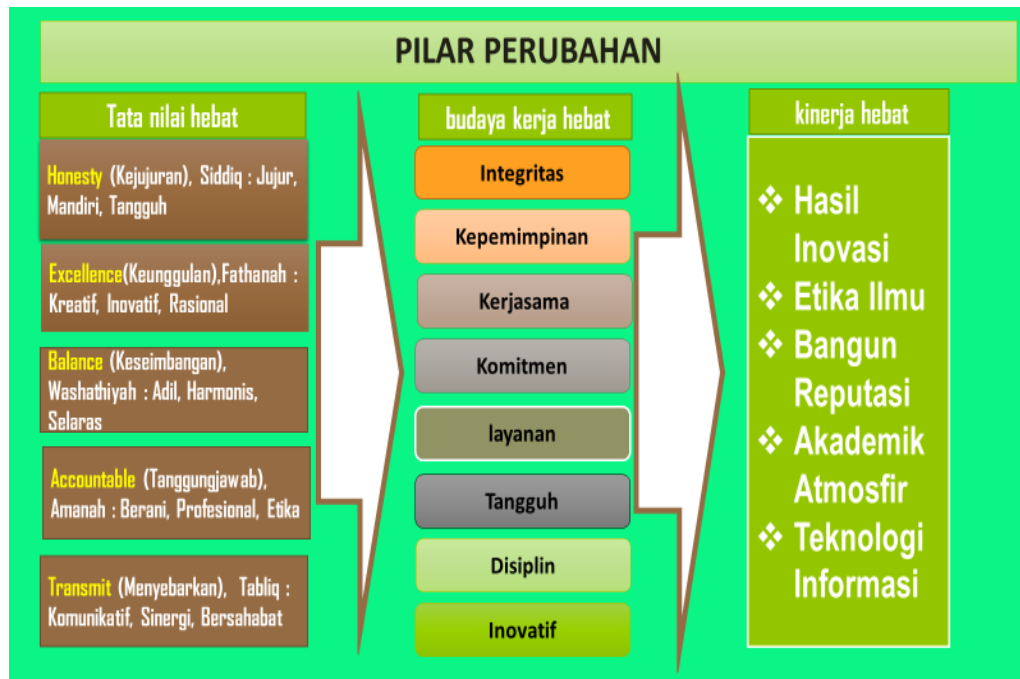 PILAR PERUBAHAN
Tata nilai hebat
Honesty (Kejujuran), Siddiq : Jujur,
Mandiri, Tangguh
Excellence(Keunggulan),Fathanah :
Kreatif, Inovatif, Rasional
Balance (Keseimbangan),
Washathiyah : Adil, Harmonis,
Selaras
Accountable (Tanggungjawab),
Amanah : Berani, Profesional, Etika
Transmit (Menyebarkan), Tabliq :
Komunikatif, Sinergi, Bersahabat
budaya kerja hebat
Integritas
Kepemimpinan
Kerjasama
Komitmen
layanan
Tangguh
Disiplin
Inovatif
kinerja hebat
❖ Hasil
Inovasi
❖ Etika Ilmu
❖ Bangun
Reputasi
❖ Akademik
Atmosfir
❖ Teknologi
Informasi